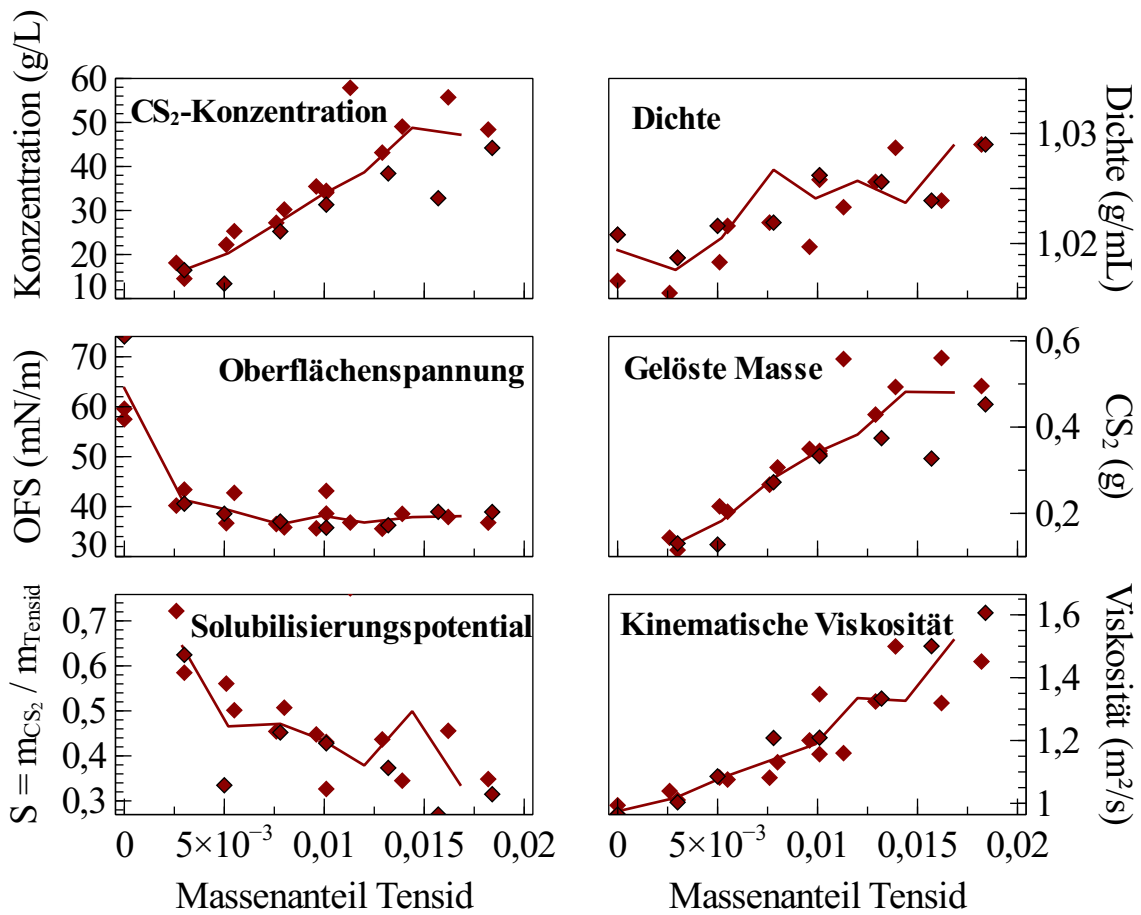 Konzentration (g/L)
60
50
40
30
20
10
CS₂-Konzentration
Dichte
1,03
1,02
Dichte (g/mL)
OFS (mN/m)
70
60
50
40
30
Oberflächenspannung
Gelöste Masse
0,6
0,4
0,2
CS₂ (g)
S = m_CS₂ / m_Tensid
0,7
0,6
0,5
0,4
0,3
Solubilisierungspotential
Kinematische Viskosität
1,6
1,4
1,2
1
Viskosität (m²/s)
0 5×10⁻³ 0,01 0,015 0,02
0 5×10⁻³ 0,01 0,015 0,02
Massenanteil Tensid
Massenanteil Tensid